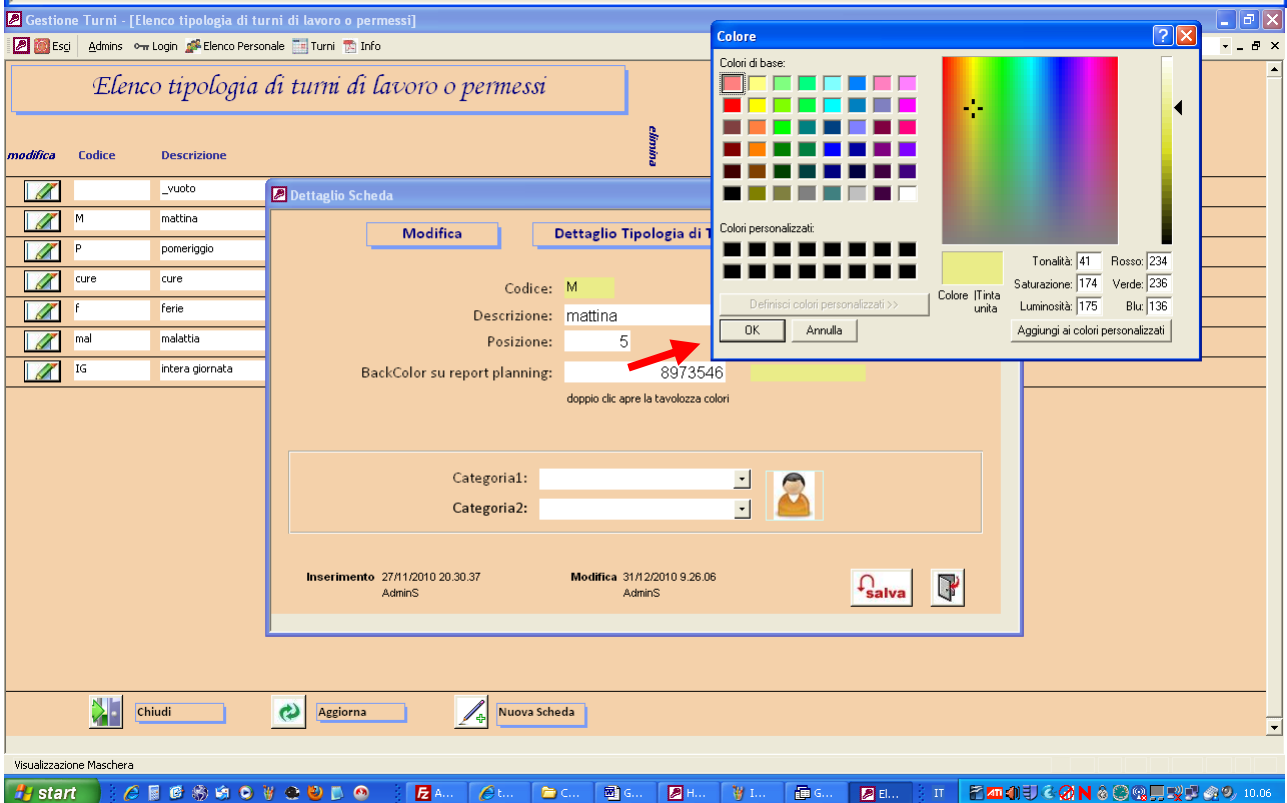 Gestione Turni - [Elenco tipologia di turni di lavoro o permessi]
Esci Admins Login Elenco Personale Turni Info
Elenco tipologia di turni di lavoro o permessi
elimina
modifica Codice Descrizione
_vuoto
M mattina
P pomeriggio
cure cure
f ferie
mal malattia
IG intera giornata
Dettaglio Scheda
Modifica Dettaglio Tipologia di T
Codice: M
Descrizione: mattina
Posizione: 5
BackColor su report planning: 8973546
doppio clic apre la tavolozza colori
Categoria1:
Categoria2:
Inserimento 27/11/2010 20.30.37 Modifica 31/12/2010 9.26.06
AdminS AdminS
salva
Colore
Colori di base:
Colori personalizzati:
Definisci colori personalizzati >>
OK Annulla
Colore |Tinta
unita
Tonalità: 41 Rosso: 234
Saturazione: 174 Verde: 236
Luminosità: 175 Blu: 136
Aggiungi ai colori personalizzati
Chiudi Aggiorna Nuova Scheda
Visualizzazione Maschera
start A... t... C... G... H... I... G... El... IT 10.06